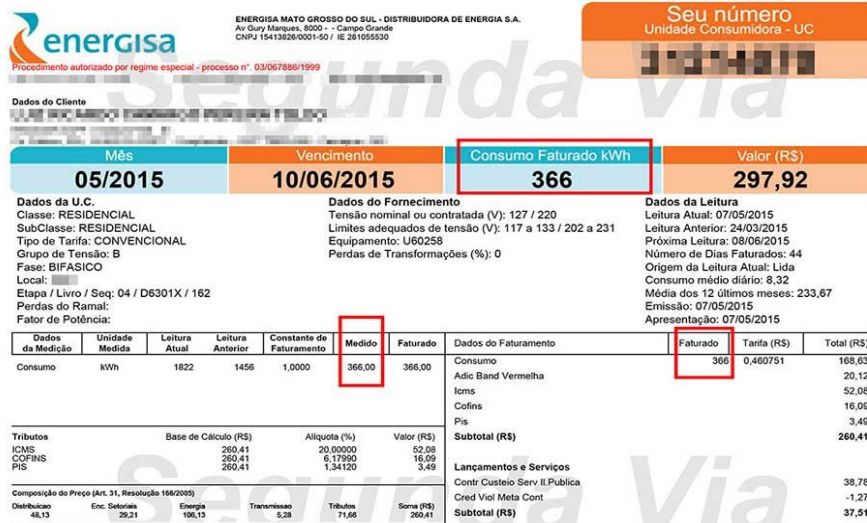 energisa
ENERGISA MATO GROSSO DO SUL - DISTRIBUIDORA DE ENERGIA S.A.
Av Gury Marques, 8000 - - Campo Grande
CNPJ 15413826/0001-50 / IE 281055530
Procedimento autorizado por regime especial - processo n°. 03/067886/1999
Seu número
Unidade Consumidora - UC
Segunda Via
Dados do Cliente
Mês Vencimento Consumo Faturado kWh Valor (R$)
05/2015 10/06/2015 366 297,92
Dados da U.C.
Classe: RESIDENCIAL
SubClasse: RESIDENCIAL
Tipo de Tarifa: CONVENCIONAL
Grupo de Tensão: B
Fase: BIFASICO
Local:
Etapa / Livro / Seq: 04 / D6301X / 162
Perdas do Ramal:
Fator de Potência:
Dados do Fornecimento
Tensão nominal ou contratada (V): 127 / 220
Limites adequados de tensão (V): 117 a 133 / 202 a 231
Equipamento: U60258
Perdas de Transformações (%): 0
Dados da Leitura
Leitura Atual: 07/05/2015
Leitura Anterior: 24/03/2015
Próxima Leitura: 08/06/2015
Número de Dias Faturados: 44
Origem da Leitura Atual: Lida
Consumo médio diário: 8,32
Média dos 12 últimos meses: 233,67
Emissão: 07/05/2015
Apresentação: 07/05/2015
Dados da Medição Unidade Medida Leitura Atual Leitura Anterior Constante de Faturamento Medido Faturado
Consumo kWh 1822 1456 1,0000 366,00 366,00
Dados do Faturamento Faturado Tarifa (R$) Total (R$)
Consumo 366 0,460751 168,63
Adic Band Vermelha 20,12
Icms 52,08
Cofins 16,09
Pis 3,49
Subtotal (R$) 260,41
Tributos Base de Cálculo (R$) Alíquota (%) Valor (R$)
ICMS 260,41 20,00000 52,08
COFINS 260,41 6,17990 16,09
PIS 260,41 1,34120 3,49
Lançamentos e Serviços
Contr Custeio Serv Il.Publica 38,78
Cred Viol Meta Cont -1,27
Subtotal (R$) 37,51
Composição do Preço (Art. 31, Resolução 166/2005)
Distribuicao Enc. Setoriais Energia Transmissao Tributos Soma (R$)
48,13 29,21 106,13 5,28 71,66 260,41
Segunda Via